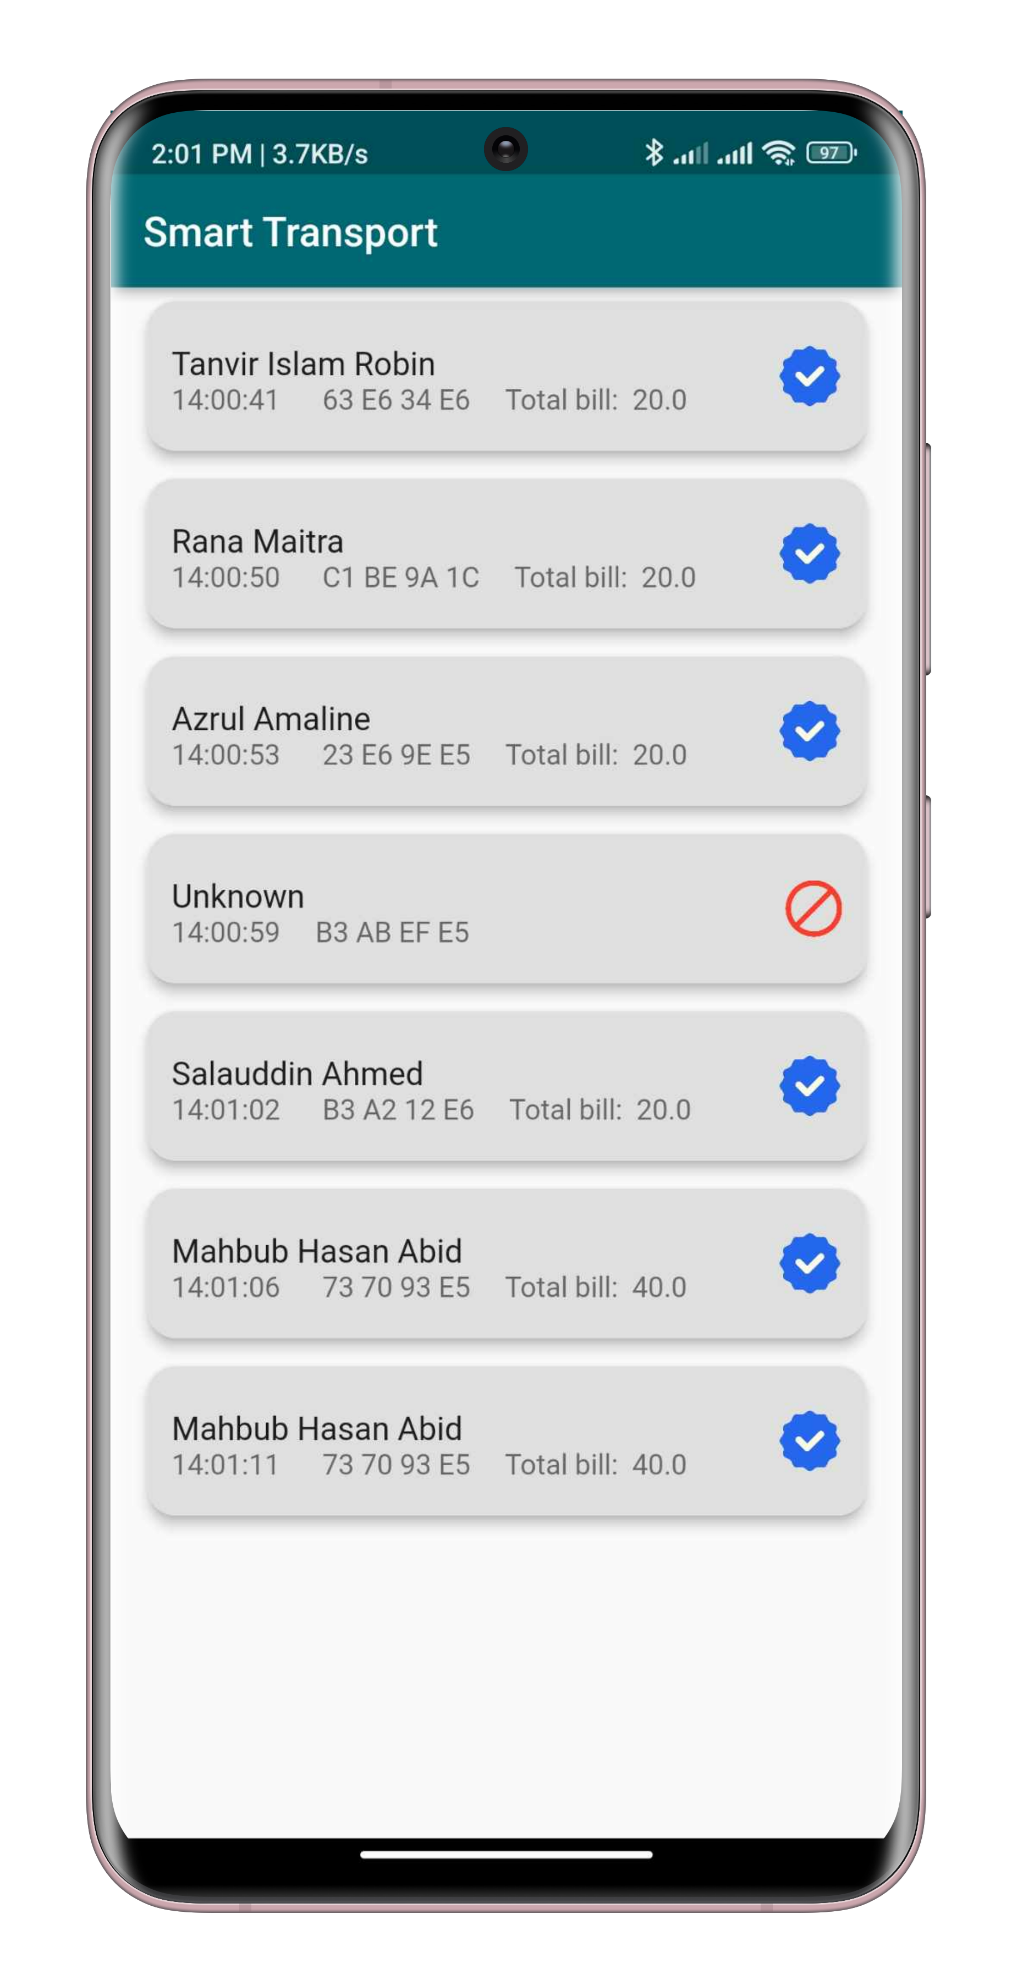 2:01 PM | 3.7KB/s 97
Smart Transport
Tanvir Islam Robin
14:00:41 63 E6 34 E6 Total bill: 20.0
Rana Maitra
14:00:50 C1 BE 9A 1C Total bill: 20.0
Azrul Amaline
14:00:53 23 E6 9E E5 Total bill: 20.0
Unknown
14:00:59 B3 AB EF E5
Salauddin Ahmed
14:01:02 B3 A2 12 E6 Total bill: 20.0
Mahbub Hasan Abid
14:01:06 73 70 93 E5 Total bill: 40.0
Mahbub Hasan Abid
14:01:11 73 70 93 E5 Total bill: 40.0